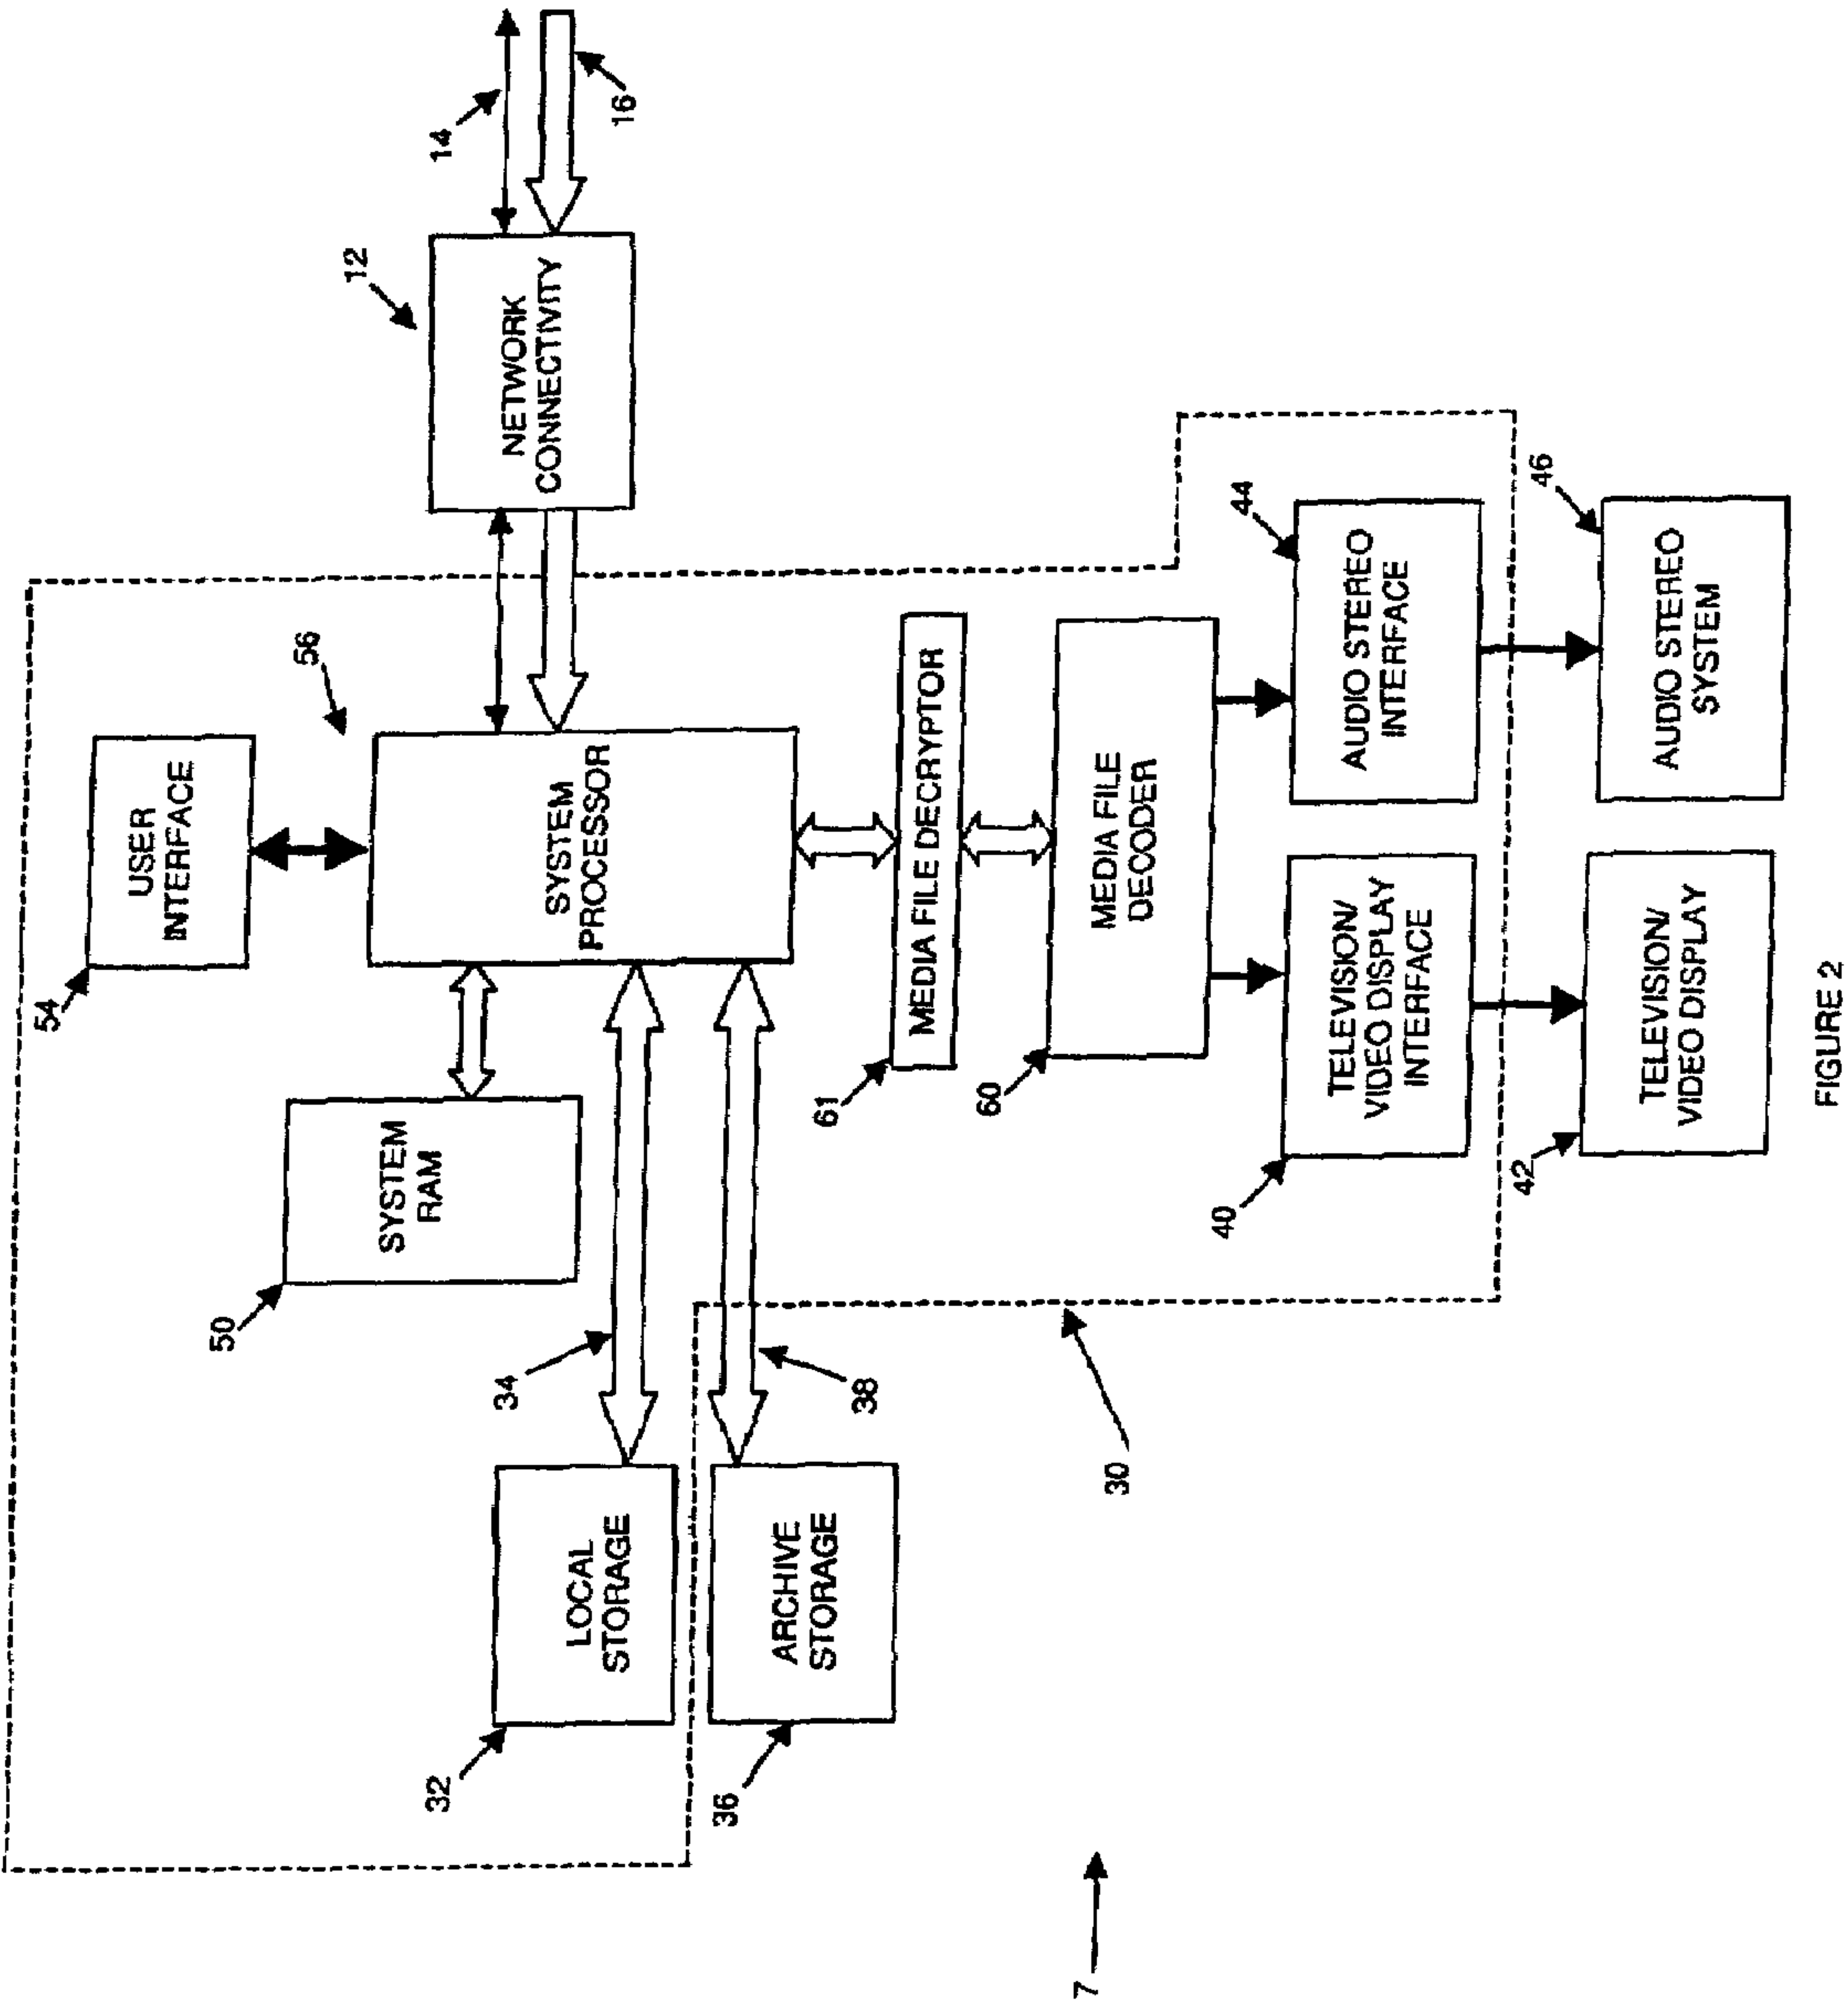 54
USER
INTERFACE
50
56
12
SYSTEM
RAM
32
14
34
NETWORK
CONNECTIVITY
SYSTEM
PROCESSOR
LOCAL
STORAGE
16
36
ARCHIVE
STORAGE
61
38
MEDIA FILE DECRYPTOR
60
7
30
MEDIA FILE
DECODER
40
44
TELEVISION/
VIDEO DISPLAY
INTERFACE
AUDIO STEREO
INTERFACE
42
46
TELEVISION/
VIDEO DISPLAY
AUDIO STEREO
SYSTEM
FIGURE 2